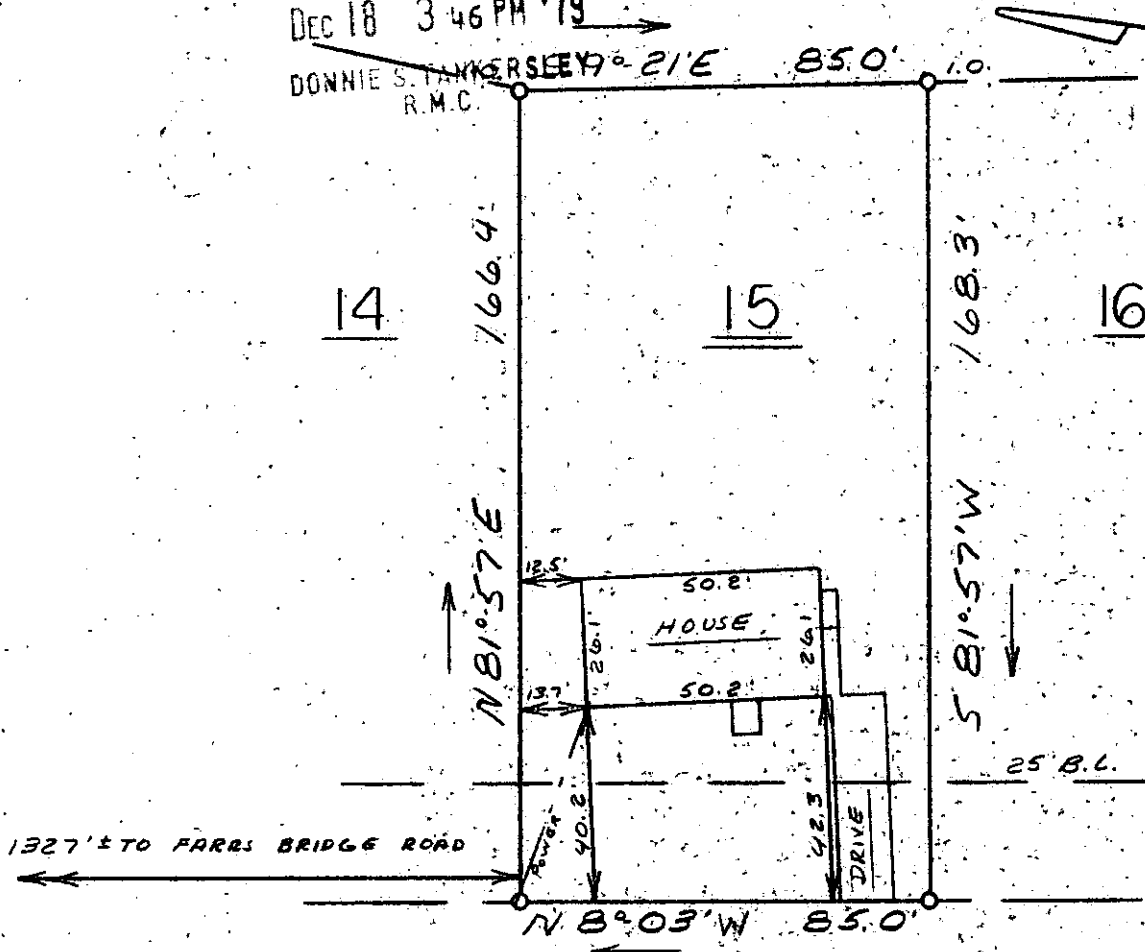 DEC 18 3 46 PM '79
DONNIE S. TANKERSLEY
R.M.C.
9°-21'E 85.0' I.O.
14
15
16
166.4'
168.3'
N 81°-57' E
S 81°-57' W
12.5'
50.2'
HOUSE
26.1
26.1
13.7'
50.2'
25' B.L.
40.2'
42.3'
POWER
DRIVE
1327'± TO FARRS BRIDGE ROAD
N 8°-03' W 85.0'